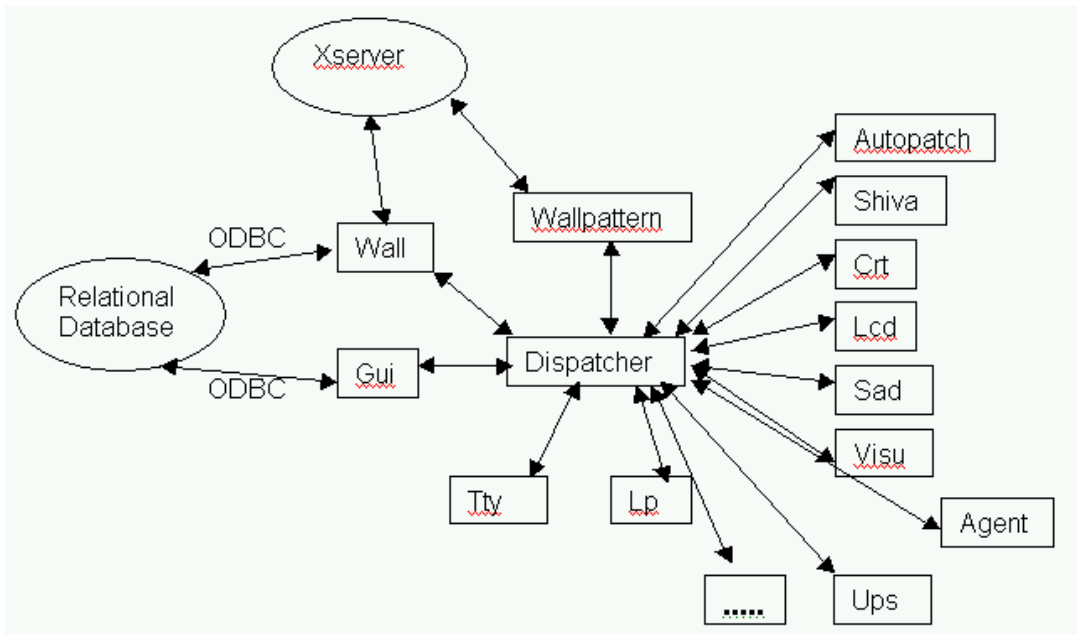 Xserver
Autopatch
Shiva
Wallpattern
ODBC
Wall
Crt
Relational
Database
Lcd
Dispatcher
Gui
ODBC
Sad
Visu
Tty
Lp
Agent
.....
Ups